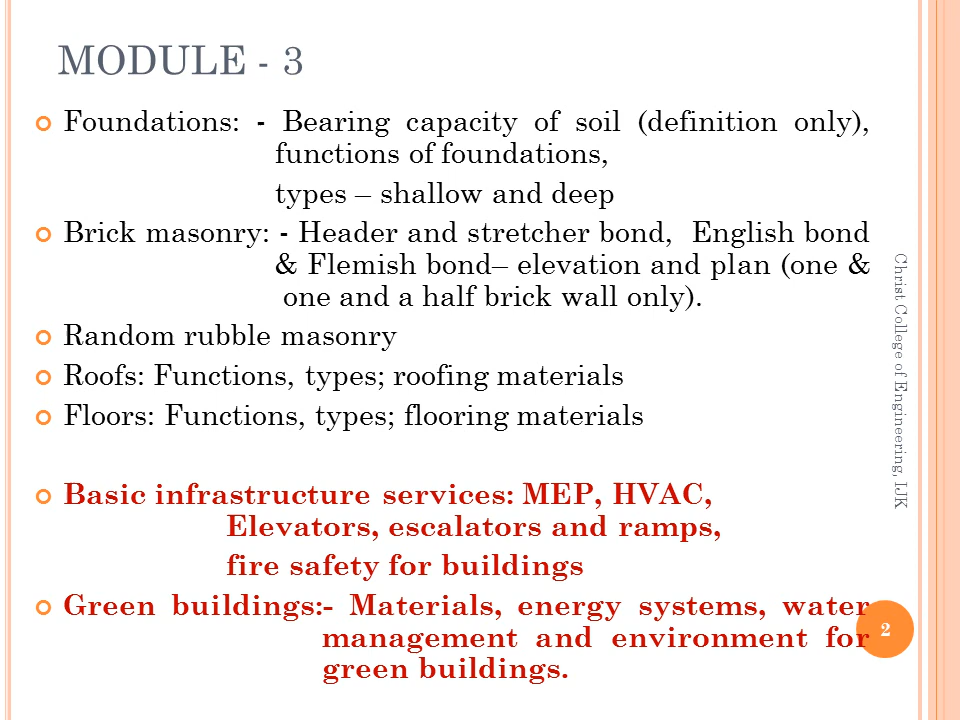 MODULE - 3
Foundations: - Bearing capacity of soil (definition only),
functions of foundations,
types – shallow and deep
Brick masonry: - Header and stretcher bond, English bond
& Flemish bond– elevation and plan (one &
one and a half brick wall only).
Random rubble masonry
Roofs: Functions, types; roofing materials
Floors: Functions, types; flooring materials
Basic infrastructure services: MEP, HVAC,
Elevators, escalators and ramps,
fire safety for buildings
Green buildings:- Materials, energy systems, water
management and environment for
green buildings.
Christ College of Engineering, IJK
2